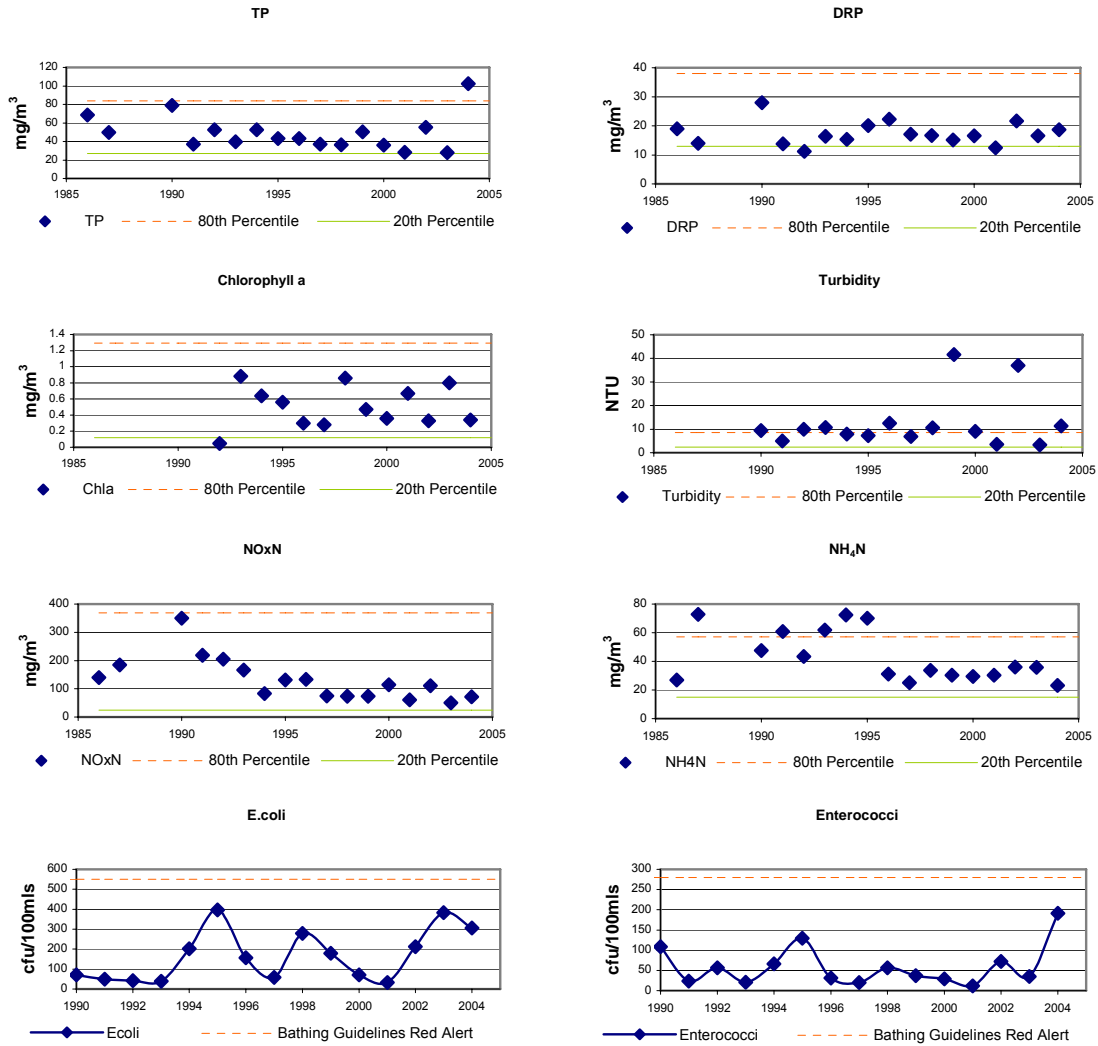 TP
120
100
80
60
40
20
0
mg/m³
1985 1990 1995 2000 2005
TP 80th Percentile 20th Percentile
DRP
40
30
20
10
0
mg/m³
1985 1990 1995 2000 2005
DRP 80th Percentile 20th Percentile
Chlorophyll a
1.4
1.2
1
0.8
0.6
0.4
0.2
0
mg/m³
1985 1990 1995 2000 2005
Chla 80th Percentile 20th Percentile
Turbidity
50
40
30
20
10
0
NTU
1985 1990 1995 2000 2005
Turbidity 80th Percentile 20th Percentile
NOxN
400
300
200
100
0
mg/m³
1985 1990 1995 2000 2005
NOxN 80th Percentile 20th Percentile
NH₄N
80
60
40
20
0
mg/m³
1985 1990 1995 2000 2005
NH4N 80th Percentile 20th Percentile
E.coli
600
500
400
300
200
100
0
cfu/100mls
1990 1992 1994 1996 1998 2000 2002 2004
Ecoli Bathing Guidelines Red Alert
Enterococci
300
250
200
150
100
50
0
cfu/100mls
1990 1992 1994 1996 1998 2000 2002 2004
Enterococci Bathing Guidelines Red Alert